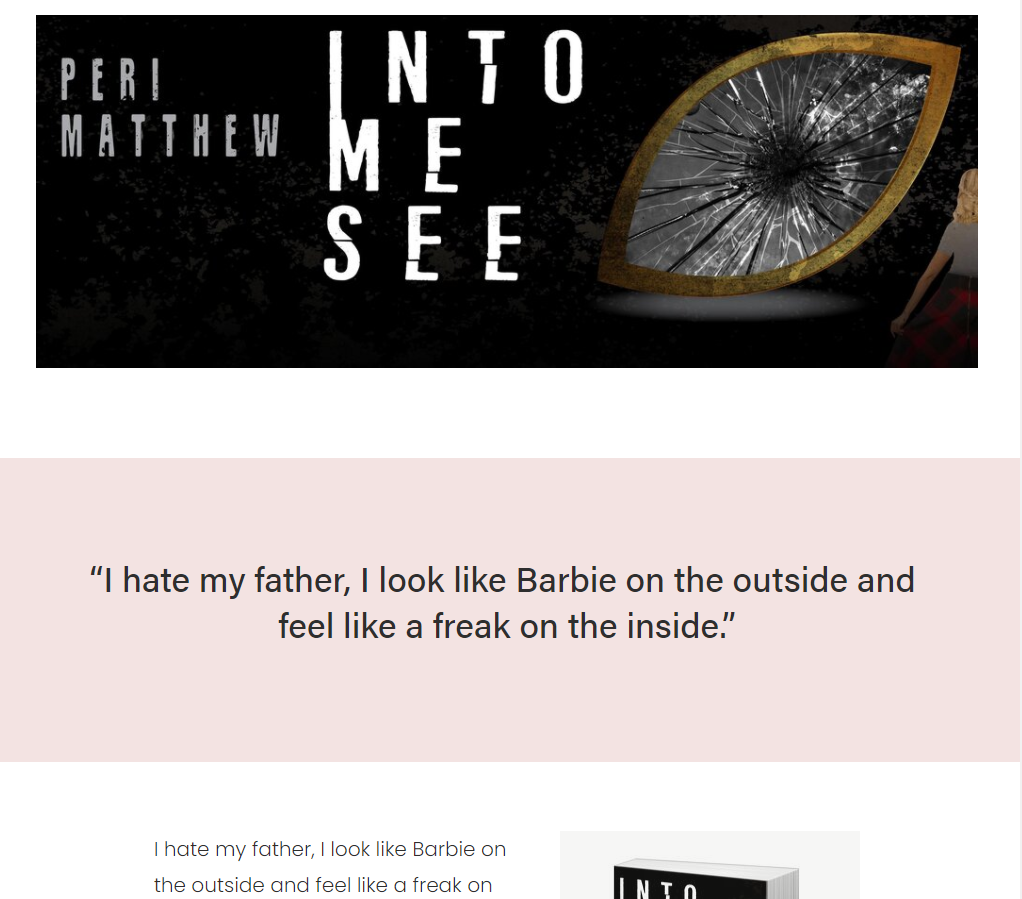 PERI
MATTHEW
INTO
ME
SEE
“I hate my father, I look like Barbie on the outside and
feel like a freak on the inside.”
I hate my father, I look like Barbie on
the outside and feel like a freak on
INTO